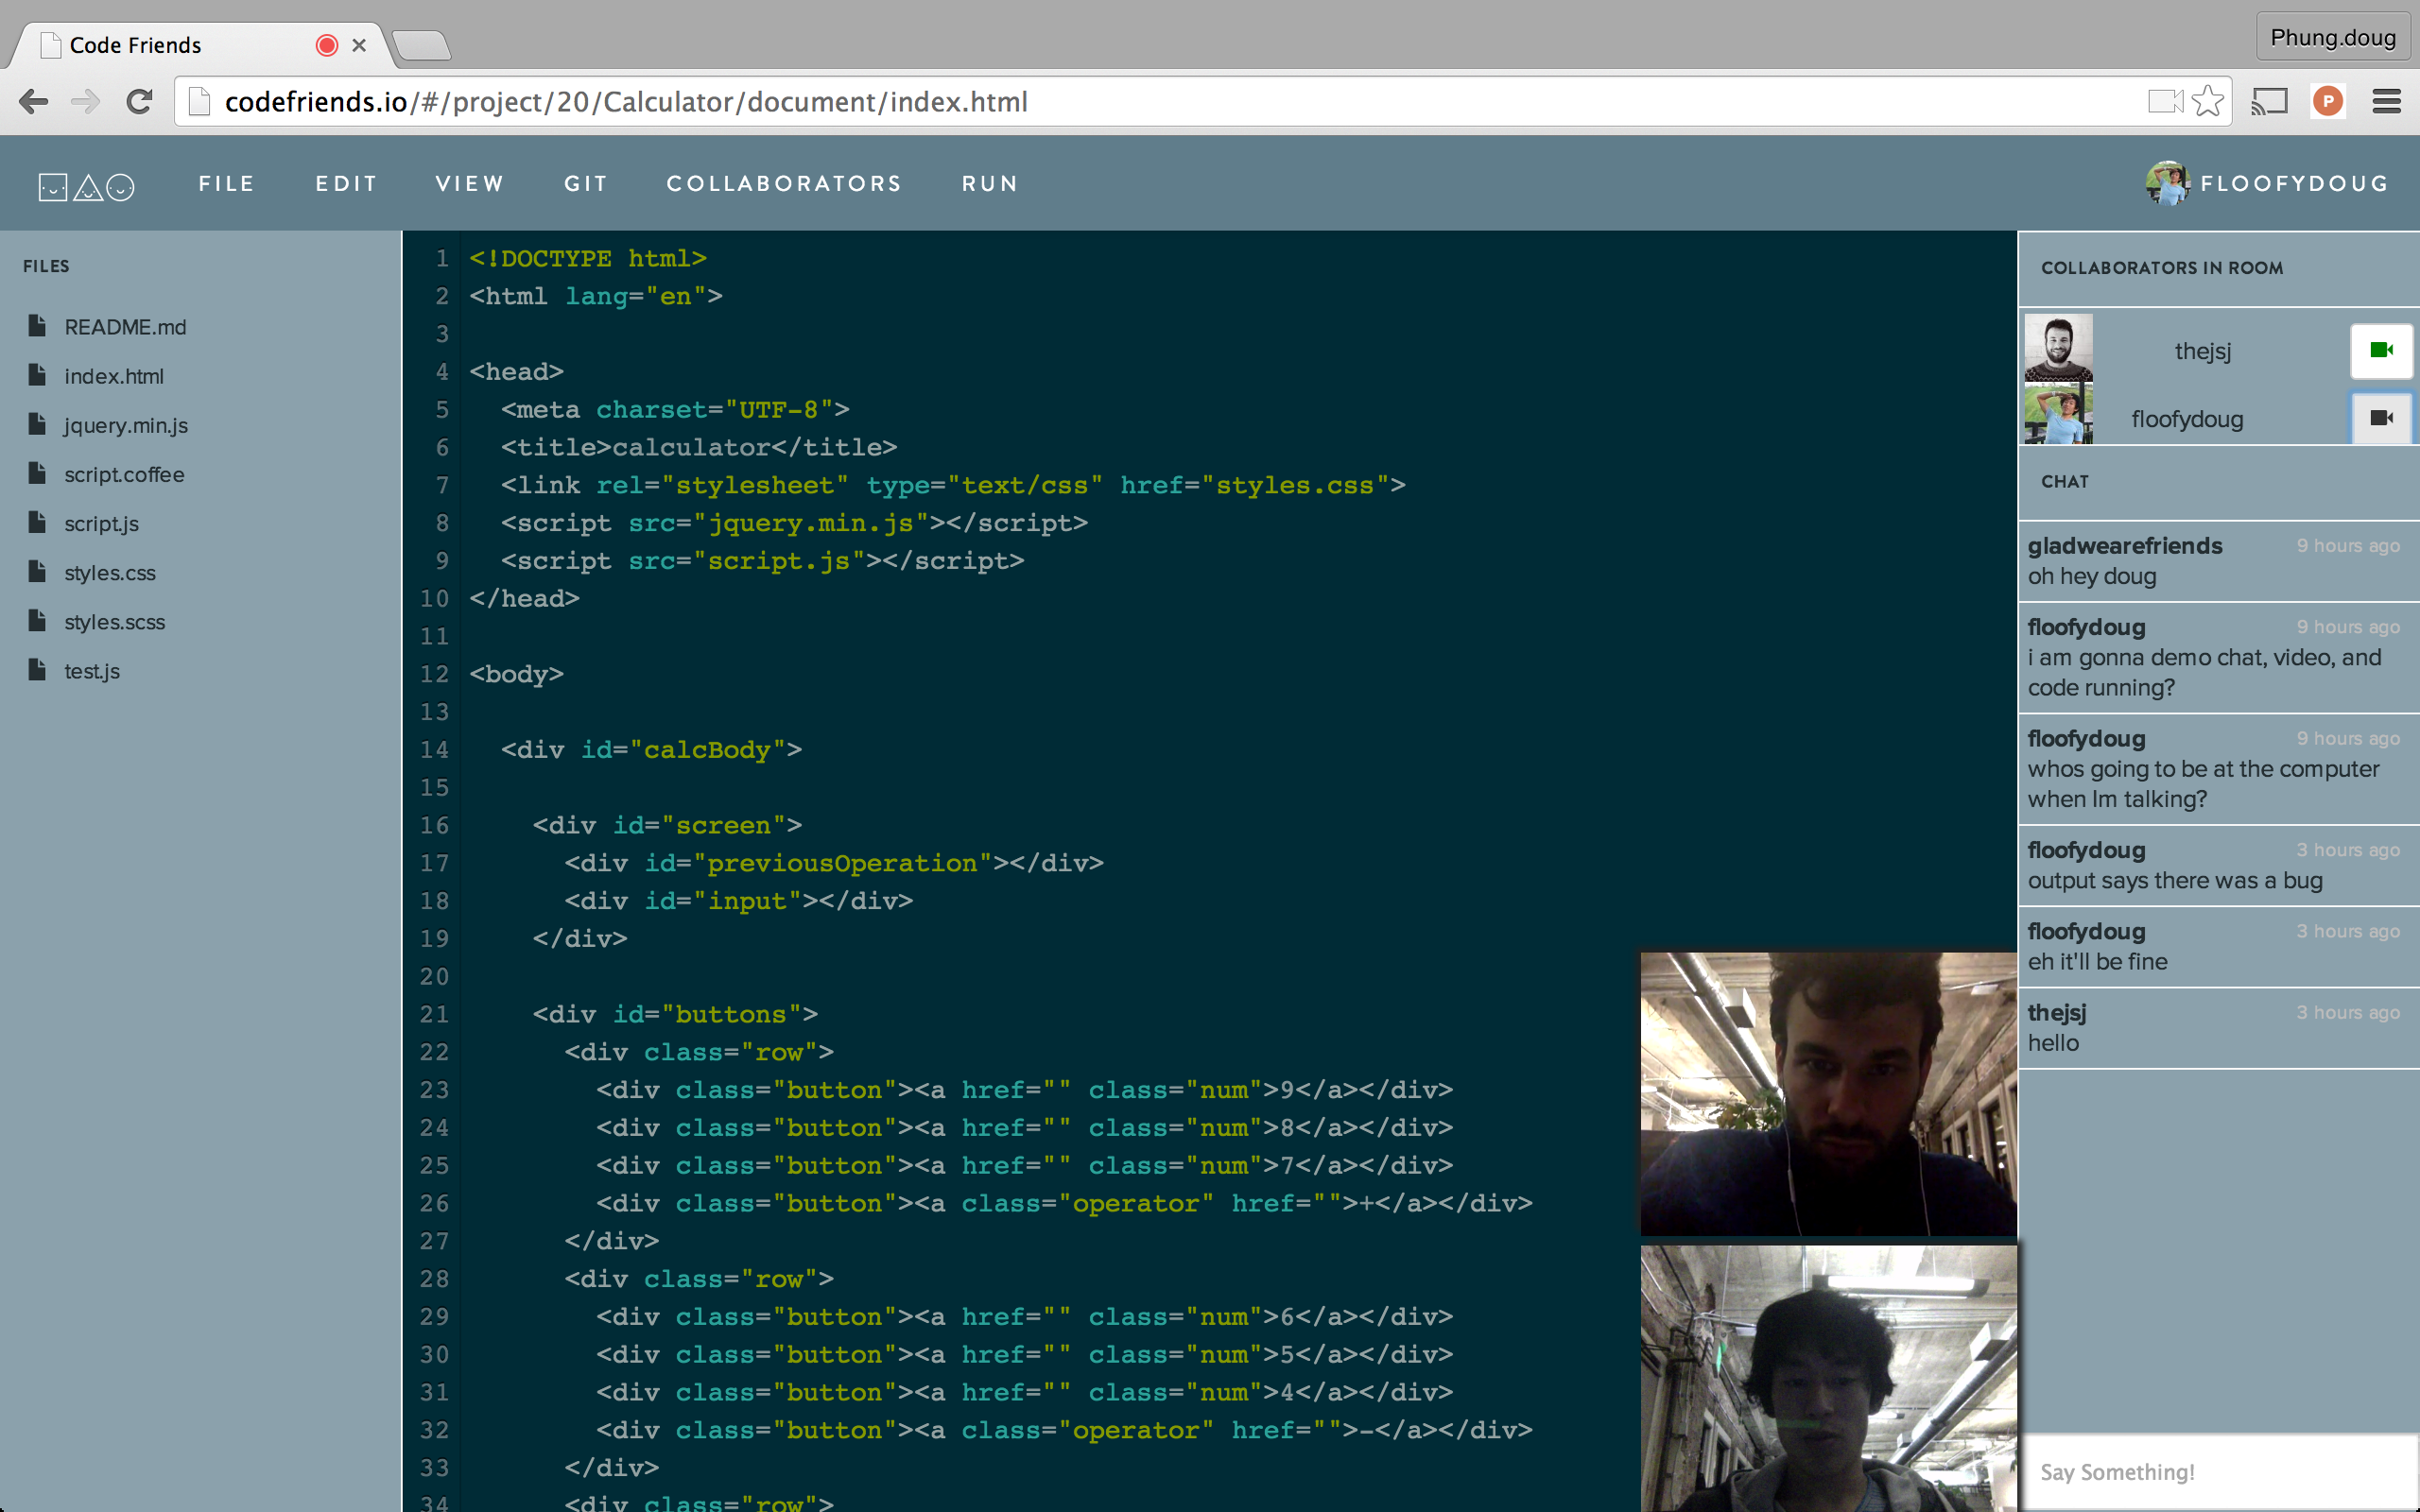 Code Friends
Phung.doug
codefriends.io/#/project/20/Calculator/document/index.html
P
FILE EDIT VIEW GIT COLLABORATORS RUN
FLOOFYDOUG
FILES
README.md
index.html
jquery.min.js
script.coffee
script.js
styles.css
styles.scss
test.js
1 <!DOCTYPE html>
2 <html lang="en">
3
4 <head>
5 <meta charset="UTF-8">
6 <title>calculator</title>
7 <link rel="stylesheet" type="text/css" href="styles.css">
8 <script src="jquery.min.js"></script>
9 <script src="script.js"></script>
10 </head>
11
12 <body>
13
14 <div id="calcBody">
15
16 <div id="screen">
17 <div id="previousOperation"></div>
18 <div id="input"></div>
19 </div>
20
21 <div id="buttons">
22 <div class="row">
23 <div class="button"><a href="" class="num">9</a></div>
24 <div class="button"><a href="" class="num">8</a></div>
25 <div class="button"><a href="" class="num">7</a></div>
26 <div class="button"><a class="operator" href="">+</a></div>
27 </div>
28 <div class="row">
29 <div class="button"><a href="" class="num">6</a></div>
30 <div class="button"><a href="" class="num">5</a></div>
31 <div class="button"><a href="" class="num">4</a></div>
32 <div class="button"><a class="operator" href="">-</a></div>
33 </div>
34 <div class="row">
COLLABORATORS IN ROOM
thejsj
floofydoug
CHAT
gladwearefriends 9 hours ago
oh hey doug
floofydoug 9 hours ago
i am gonna demo chat, video, and
code running?
floofydoug 9 hours ago
whos going to be at the computer
when Im talking?
floofydoug 3 hours ago
output says there was a bug
floofydoug 3 hours ago
eh it'll be fine
thejsj 3 hours ago
hello
Say Something!